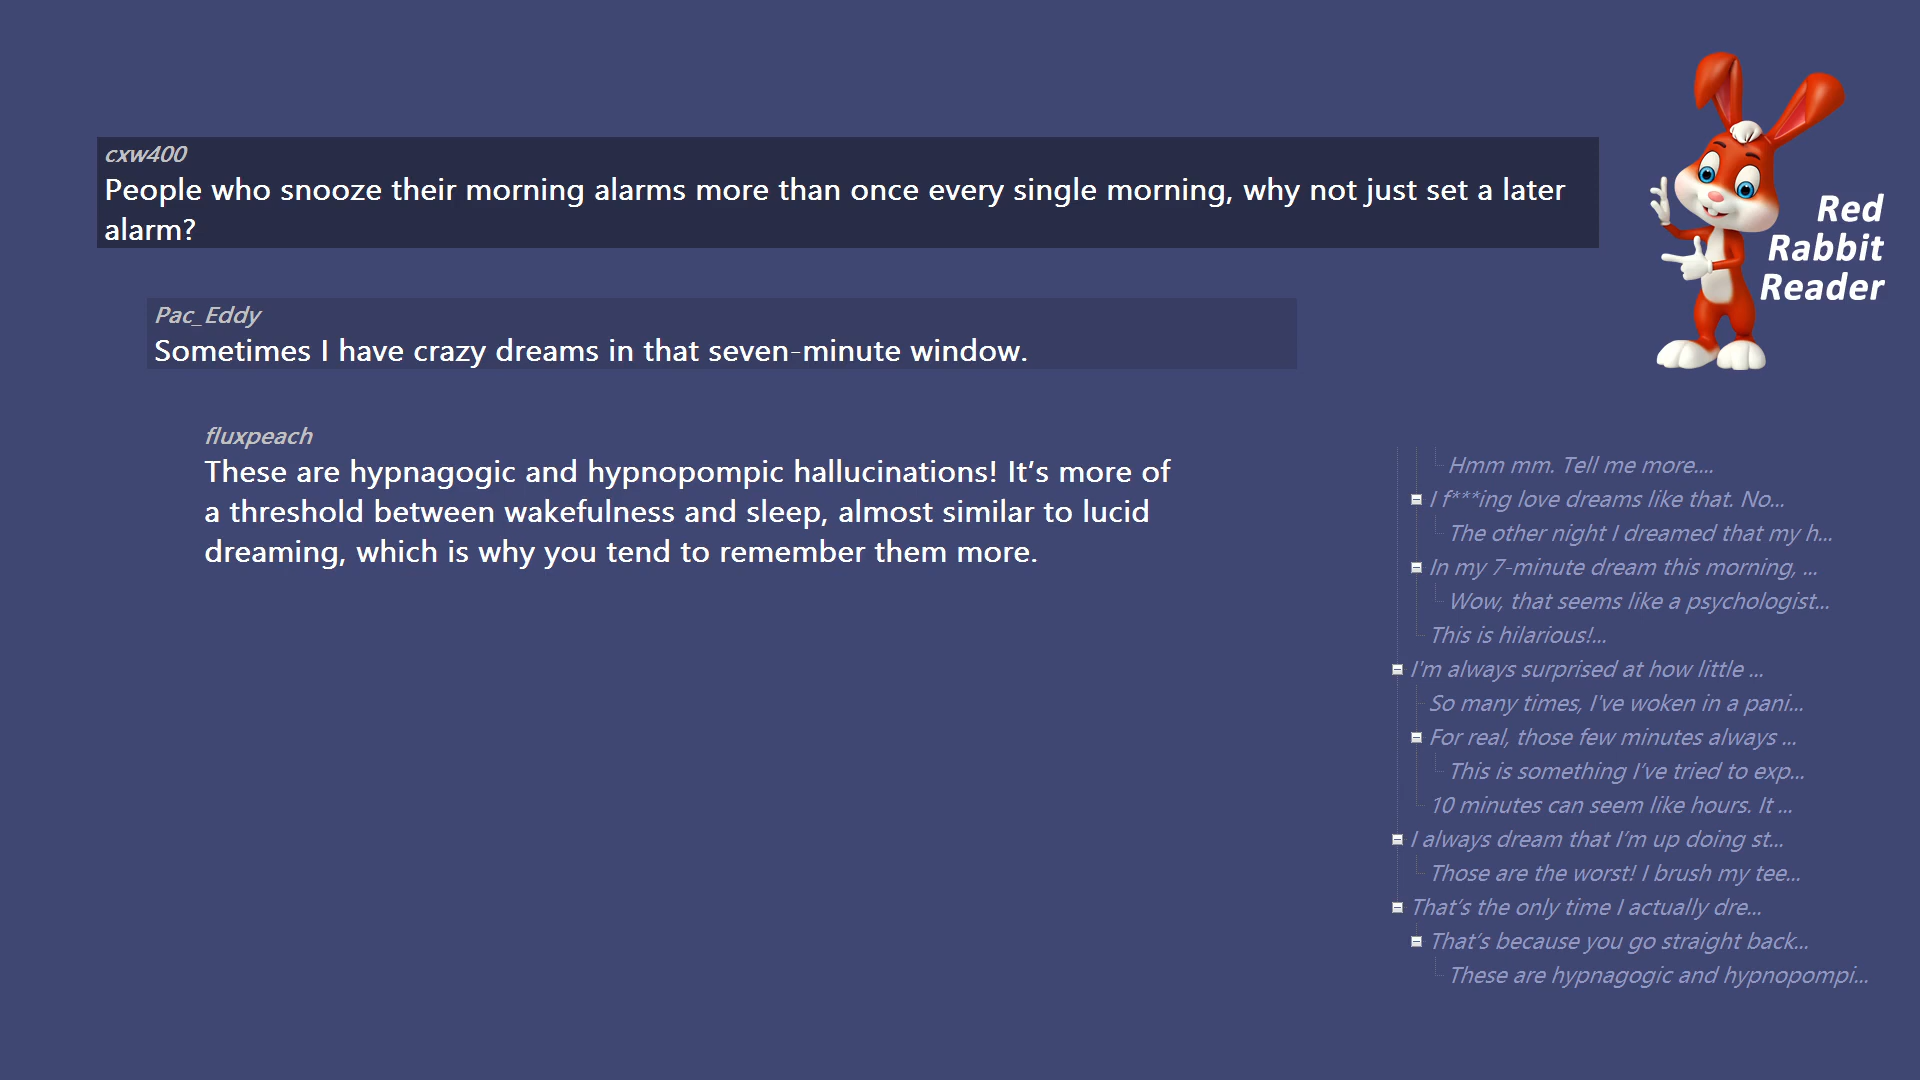 cxw400
People who snooze their morning alarms more than once every single morning, why not just set a later
alarm?
Red
Rabbit
Reader
Pac_Eddy
Sometimes I have crazy dreams in that seven-minute window.
fluxpeach
These are hypnagogic and hypnopompic hallucinations! It’s more of
a threshold between wakefulness and sleep, almost similar to lucid
dreaming, which is why you tend to remember them more.
Hmm mm. Tell me more....
I f***ing love dreams like that. No...
The other night I dreamed that my h...
In my 7-minute dream this morning, ...
Wow, that seems like a psychologist...
This is hilarious!...
I'm always surprised at how little ...
So many times, I've woken in a pani...
For real, those few minutes always ...
This is something I’ve tried to exp...
10 minutes can seem like hours. It ...
I always dream that I’m up doing st...
Those are the worst! I brush my tee...
That’s the only time I actually dre...
That’s because you go straight back...
These are hypnagogic and hypnopompi...